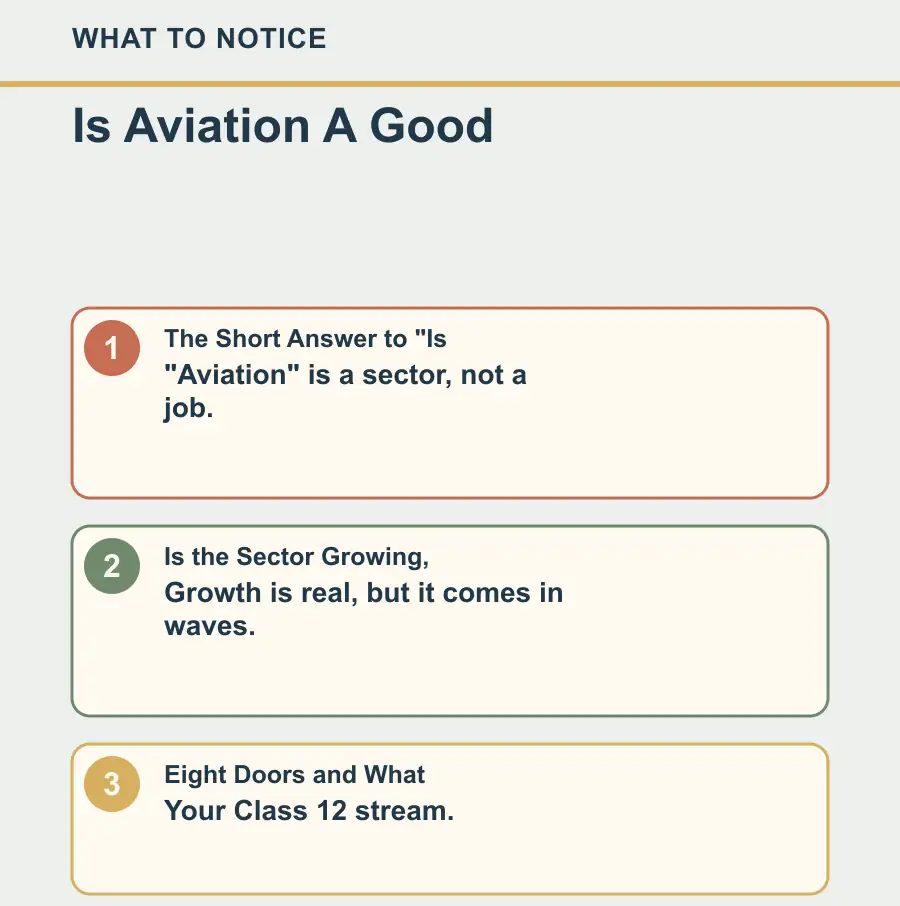 WHAT TO NOTICE
Is Aviation A Good
1
The Short Answer to "Is
"Aviation" is a sector, not a
job.
2
Is the Sector Growing,
Growth is real, but it comes in
waves.
3
Eight Doors and What
Your Class 12 stream.